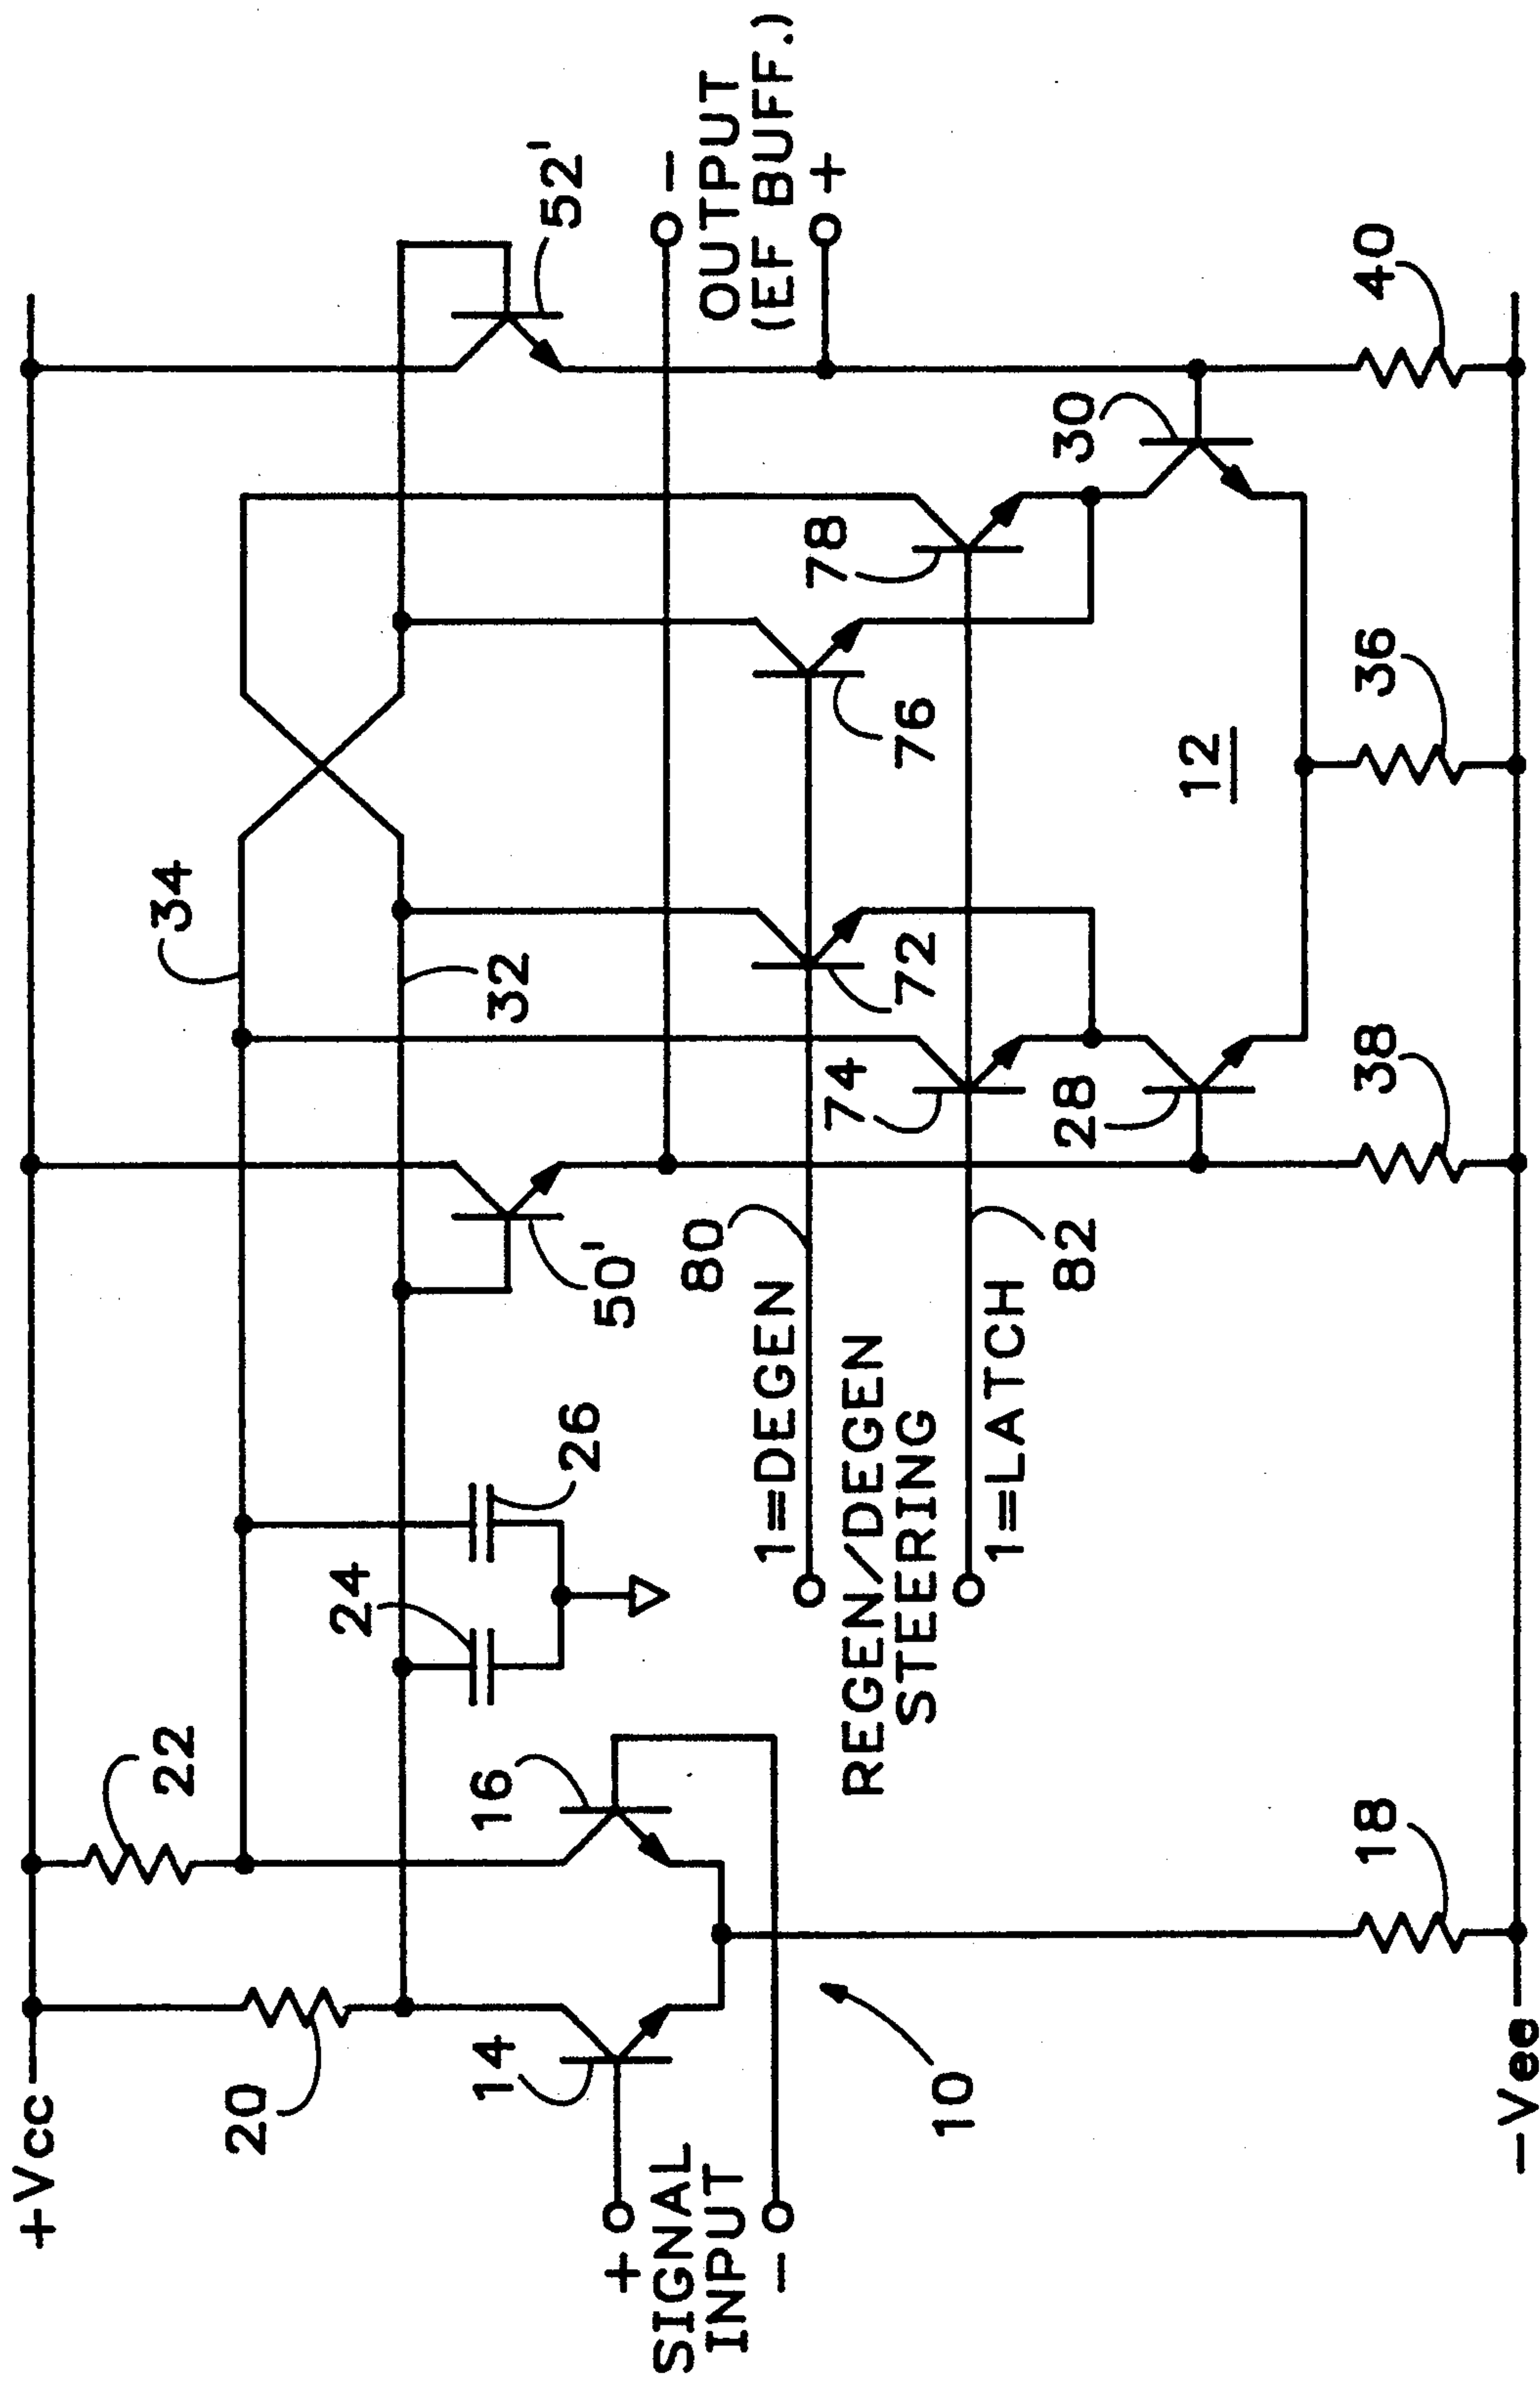 +Vcc
20
22
34
32
14
16
24
26
50'
52'
+
SIGNAL
INPUT
-
-
OUTPUT
(EF BUFF.)
+
80
1=DEGEN
REGEN/DEGEN
STEERING
1=LATCH
82
72
74
76
78
28
30
12
10
18
38
36
40
-Vee